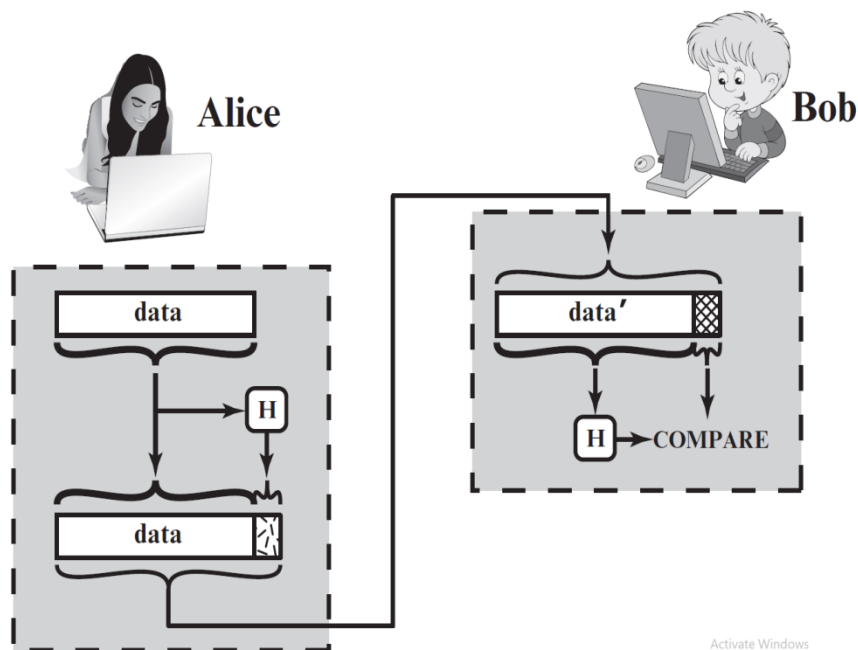 Alice
Bob
data
H
data
data′
H
COMPARE
Activate Windows